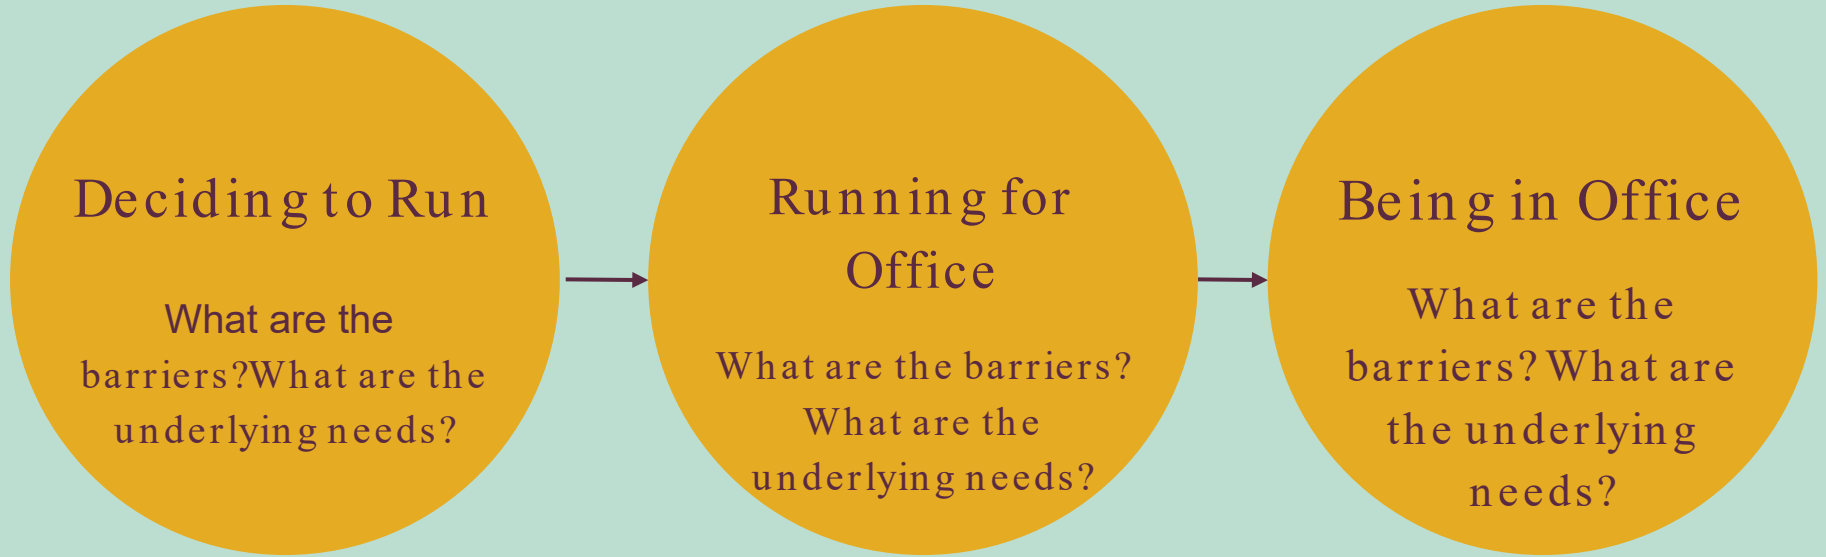 Deciding to Run
What are the
barriers?What are the
underlying needs?
Running for
Office
What are the barriers?
What are the
underlying needs?
Being in Office
What are the
barriers? What are
the underlying
needs?